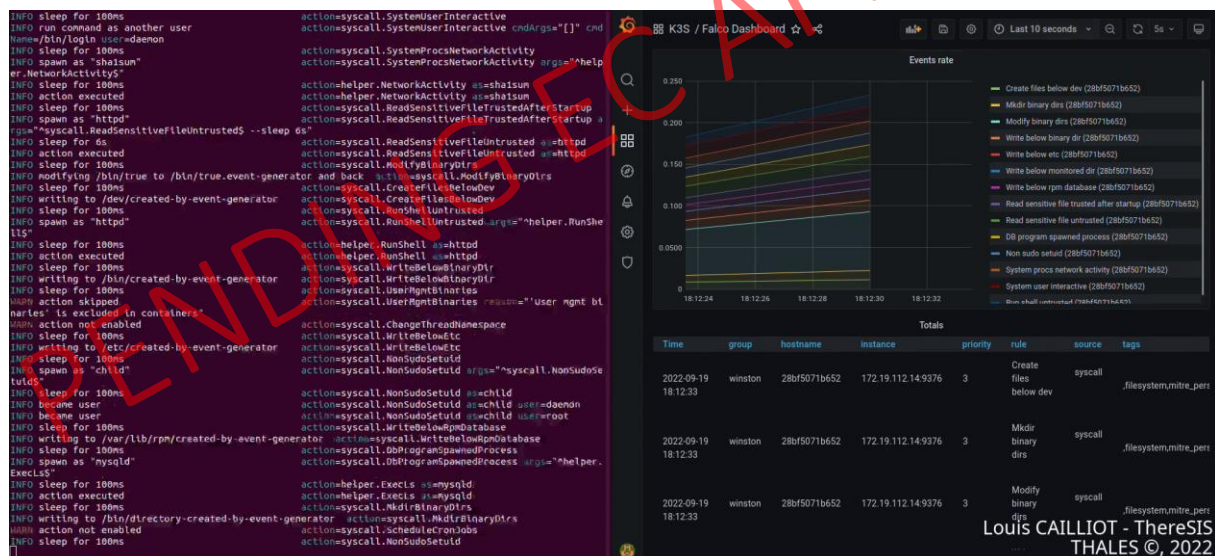 INFO sleep for 100ms action=syscall.SystemUserInteractive
INFO run command as another user action=syscall.SystemUserInteractive cmdArgs="[]" cmd
Name=/bin/login user=daemon
INFO sleep for 100ms action=syscall.SystemProcsNetworkActivity
INFO spawn as "sha1sum" action=syscall.SystemProcsNetworkActivity args="^help
er.NetworkActivity$"
INFO sleep for 100ms action=helper.NetworkActivity as=sha1sum
INFO action executed action=helper.NetworkActivity as=sha1sum
INFO sleep for 100ms action=syscall.ReadSensitiveFileTrustedAfterStartup
INFO spawn as "httpd" action=syscall.ReadSensitiveFileTrustedAfterStartup a
rgs="^syscall.ReadSensitiveFileUntrusted$ --sleep 6s"
INFO sleep for 6s action=syscall.ReadSensitiveFileUntrusted as=httpd
INFO action executed action=syscall.ReadSensitiveFileUntrusted as=httpd
INFO sleep for 100ms action=syscall.ModifyBinaryDirs
INFO modifying /bin/true to /bin/true.event-generator and back action=syscall.ModifyBinaryDirs
INFO sleep for 100ms action=syscall.CreateFilesBelowDev
INFO writing to /dev/created-by-event-generator action=syscall.CreateFilesBelowDev
INFO sleep for 100ms action=syscall.RunShellUntrusted
INFO spawn as "httpd" action=syscall.RunShellUntrusted args="^helper.RunShe
ll$"
INFO sleep for 100ms action=helper.RunShell as=httpd
INFO action executed action=helper.RunShell as=httpd
INFO sleep for 100ms action=syscall.WriteBelowBinaryDir
INFO writing to /bin/created-by-event-generator action=syscall.WriteBelowBinaryDir
INFO sleep for 100ms action=syscall.UserMgmtBinaries
WARN action skipped action=syscall.UserMgmtBinaries reason="'User mgmt bi
naries' is excluded in containers"
WARN action not enabled action=syscall.ChangeThreadNamespace
INFO sleep for 100ms action=syscall.WriteBelowEtc
INFO writing to /etc/created-by-event-generator action=syscall.WriteBelowEtc
INFO sleep for 100ms action=syscall.NonSudoSetuid
INFO spawn as "child" action=syscall.NonSudoSetuid args="^syscall.NonSudoSe
tuid$"
INFO sleep for 100ms action=syscall.NonSudoSetuid as=child
INFO became user action=syscall.NonSudoSetuid as=child user=daemon
INFO became user action=syscall.NonSudoSetuid as=child user=root
INFO sleep for 100ms action=syscall.WriteBelowRpmDatabase
INFO writing to /var/lib/rpm/created-by-event-generator action=syscall.WriteBelowRpmDatabase
INFO sleep for 100ms action=syscall.DbProgramSpawnedProcess
INFO spawn as "mysqld" action=syscall.DbProgramSpawnedProcess args="^helper.
ExecLs$"
INFO sleep for 100ms action=helper.ExecLs as=mysqld
INFO action executed action=helper.ExecLs as=mysqld
INFO sleep for 100ms action=syscall.MkdirBinaryDirs
INFO writing to /bin/directory-created-by-event-generator action=syscall.MkdirBinaryDirs
WARN action not enabled action=syscall.ScheduleCronJobs
INFO sleep for 100ms action=syscall.NonSudoSetuid
K3S / Falco Dashboard
Last 10 seconds
5s
Events rate
0.250
0.200
0.150
0.100
0.0500
0
18:12:24 18:12:26 18:12:28 18:12:30 18:12:32
Create files below dev (28bf5071b652)
Mkdir binary dirs (28bf5071b652)
Modify binary dirs (28bf5071b652)
Write below binary dir (28bf5071b652)
Write below etc (28bf5071b652)
Write below monitored dir (28bf5071b652)
Write below rpm database (28bf5071b652)
Read sensitive file trusted after startup (28bf5071b652)
Read sensitive file untrusted (28bf5071b652)
DB program spawned process (28bf5071b652)
Non sudo setuid (28bf5071b652)
System procs network activity (28bf5071b652)
System user interactive (28bf5071b652)
Run shell untrusted (28bf5071b652)
Totals
Time group hostname instance priority rule source tags
2022-09-19 18:12:33 winston 28bf5071b652 172.19.112.14:9376 3 Create files below dev syscall ,filesystem,mitre_pers
2022-09-19 18:12:33 winston 28bf5071b652 172.19.112.14:9376 3 Mkdir binary dirs syscall ,filesystem,mitre_pers
2022-09-19 18:12:33 winston 28bf5071b652 172.19.112.14:9376 3 Modify binary dirs syscall ,filesystem,mitre_pers
Louis CAILLIOT - ThereSIS
THALES ©, 2022
PENDING ECA